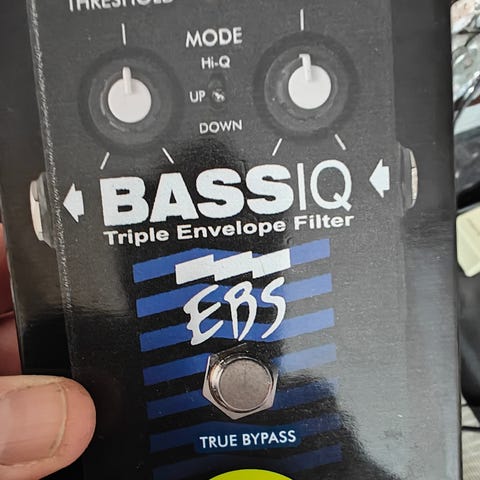 THRESHOLD
MODE
Hi-Q
UP
DOWN
BASSIQ
Triple Envelope Filter
EBS
TRUE BYPASS